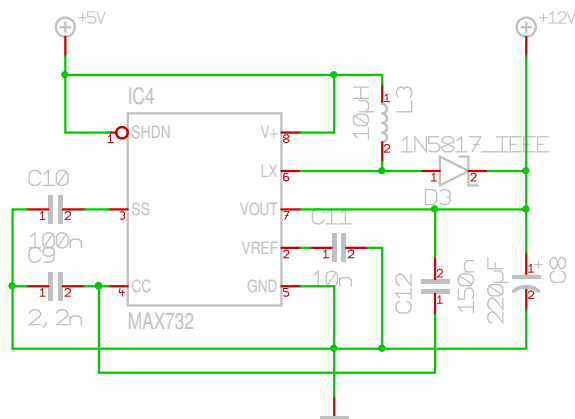 +5V
+12V
IC4
10µH
L3
1
2
1
SHDN
V+
8
1N5817_IEEE
LX
6
1
2
D3
C10
1
2
3
SS
VOUT
7
C11
100n
C9
VREF
2
1
2
10n
1
2
4
CC
GND
5
2,2n
MAX732
C12
2
1
150n
220µF
+
1
2
C8